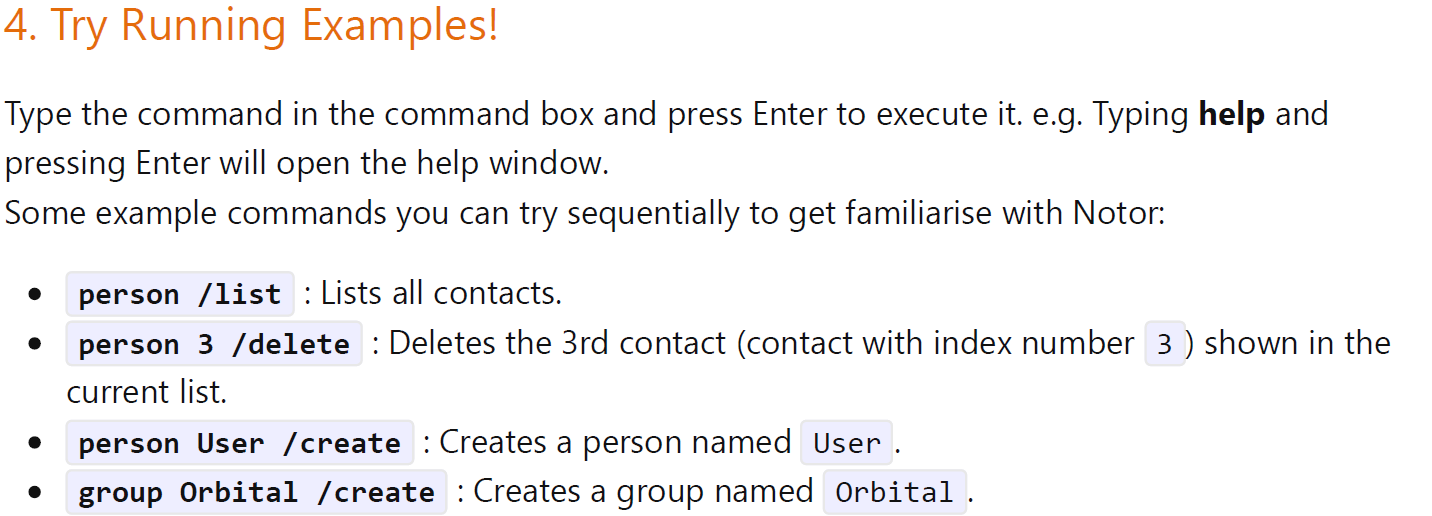 4. Try Running Examples!
Type the command in the command box and press Enter to execute it. e.g. Typing help and
pressing Enter will open the help window.
Some example commands you can try sequentially to get familiarise with Notor:
• person /list : Lists all contacts.
• person 3 /delete : Deletes the 3rd contact (contact with index number 3) shown in the
current list.
• person User /create : Creates a person named User.
• group Orbital /create : Creates a group named Orbital.